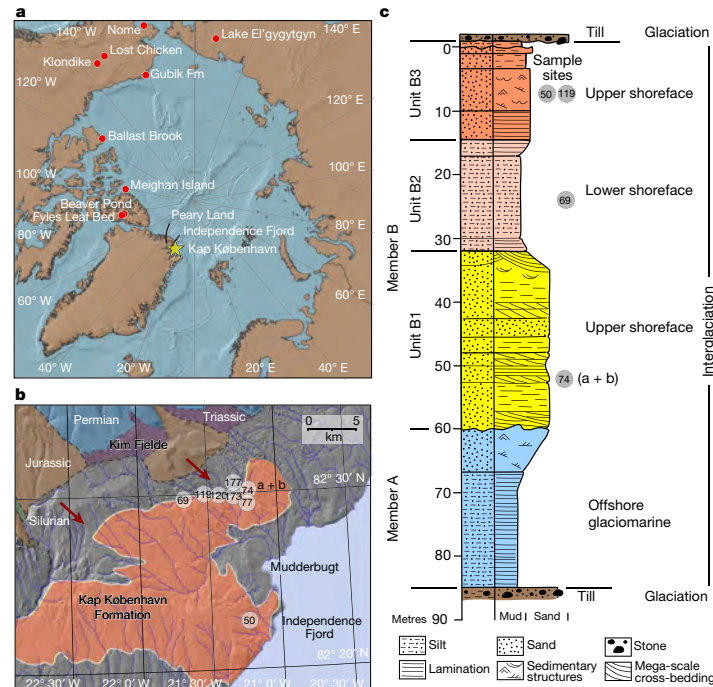 a
140° W
Nome
140° E
Lake El'gygytgyn
Lost Chicken
Klondike
Gubik Fm
120° W
120° E
Ballast Brook
100° W
100° E
Meighan Island
Beaver Pond
80° E
Fyles Leaf Bed
Peary Land
Independence Fjord
80° W
Kap København
60° W
60° E
40° W
20° W
20° E
40° E
b
Permian
Triassic
0 5
km
Kim Fjelde
Jurassic
82° 30' N
177
74
a + b
69
119
120
173
77
Silurian
Mudderbugt
Kap København
Formation
50
Independence
Fjord
82° 20' N
22° 30' W
22° 0' W
21° 30' W
21° 0' W
20° 30' W
c
Till
Glaciation
0
Sample
sites
Unit B3
50
119
Upper shoreface
10
20
Unit B2
69
Lower shoreface
30
Member B
40
Unit B1
Upper shoreface
Interglaciation
50
74
(a + b)
60
70
Member A
Offshore
glaciomarine
80
Till
Glaciation
Metres
90
Mud
Sand
Silt
Sand
Stone
Lamination
Sedimentary
structures
Mega-scale
cross-bedding